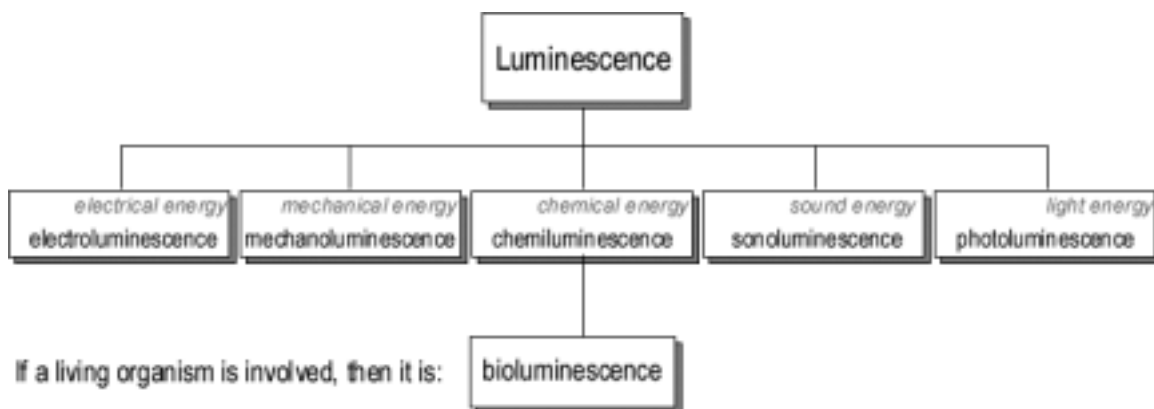 Luminescence
electrical energy
electroluminescence
mechanical energy
mechanoluminescence
chemical energy
chemiluminescence
sound energy
sonoluminescence
light energy
photoluminescence
If a living organism is involved, then it is:
bioluminescence